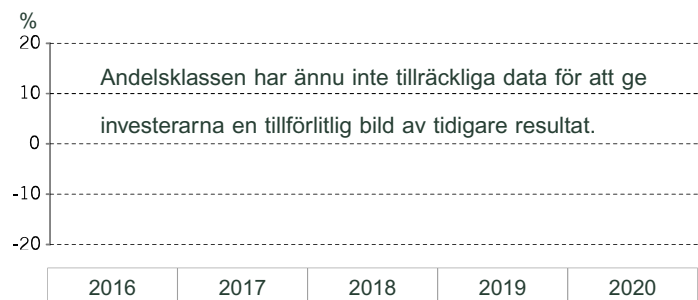 %
20
Andelsklassen har ännu inte tillräckliga data för att ge
10
investerarna en tillförlitlig bild av tidigare resultat.
0
-10
-20
2016 2017 2018 2019 2020